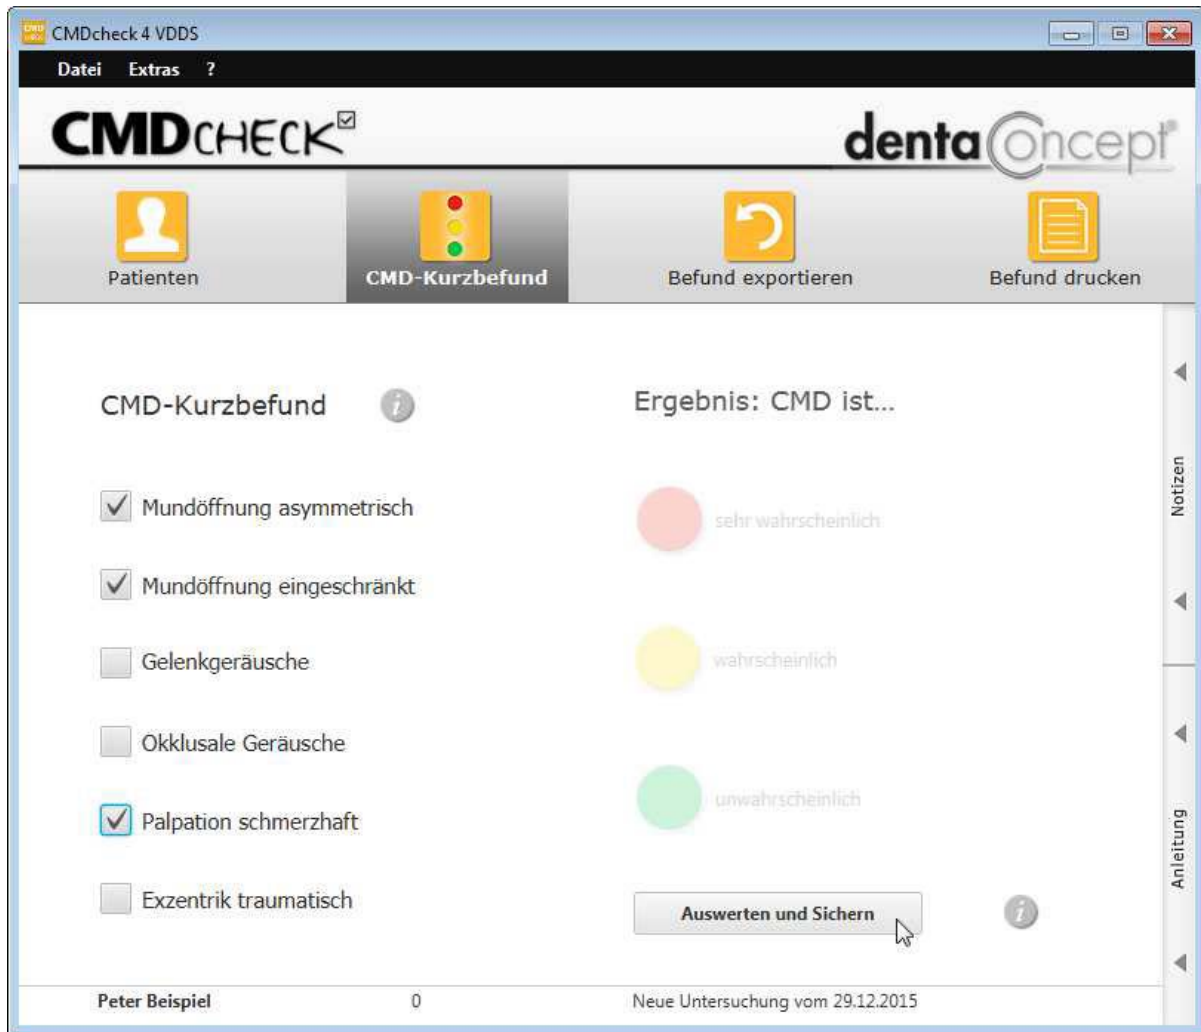 CMDcheck 4 VDDS
Datei Extras ?
CMDCHECK
dentaConcept®
Patienten
CMD-Kurzbefund
Befund exportieren
Befund drucken
CMD-Kurzbefund
Mundöffnung asymmetrisch
Mundöffnung eingeschränkt
Gelenkgeräusche
Okklusale Geräusche
Palpation schmerzhaft
Exzentrik traumatisch
Ergebnis: CMD ist...
sehr wahrscheinlich
wahrscheinlich
unwahrscheinlich
Auswerten und Sichern
Notizen
Anleitung
Peter Beispiel 0 Neue Untersuchung vom 29.12.2015